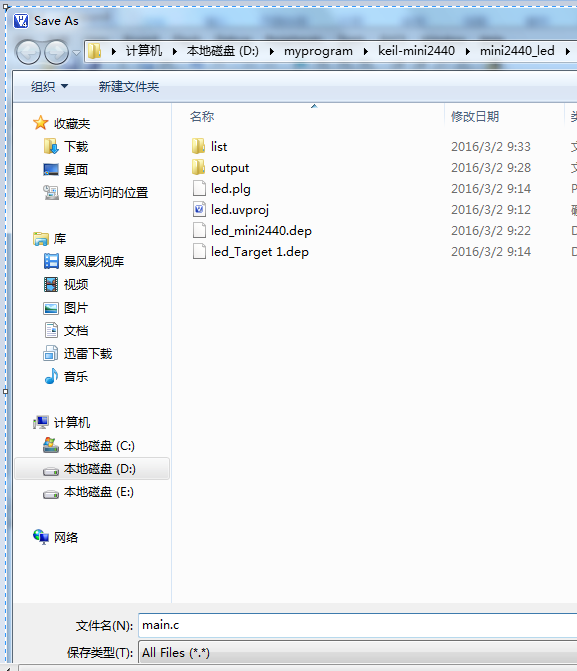 Save As
计算机 本地磁盘 (D:) myprogram keil-mini2440 mini2440_led
组织 新建文件夹
收藏夹
下载
桌面
最近访问的位置
库
暴风影视库
视频
图片
文档
迅雷下载
音乐
计算机
本地磁盘 (C:)
本地磁盘 (D:)
本地磁盘 (E:)
网络
名称 修改日期
list 2016/3/2 9:33
output 2016/3/2 9:28
led.plg 2016/3/2 9:14
led.uvproj 2016/3/2 9:12
led_mini2440.dep 2016/3/2 9:22
led_Target 1.dep 2016/3/2 9:14
文件名(N): main.c
保存类型(T): All Files (*.*)